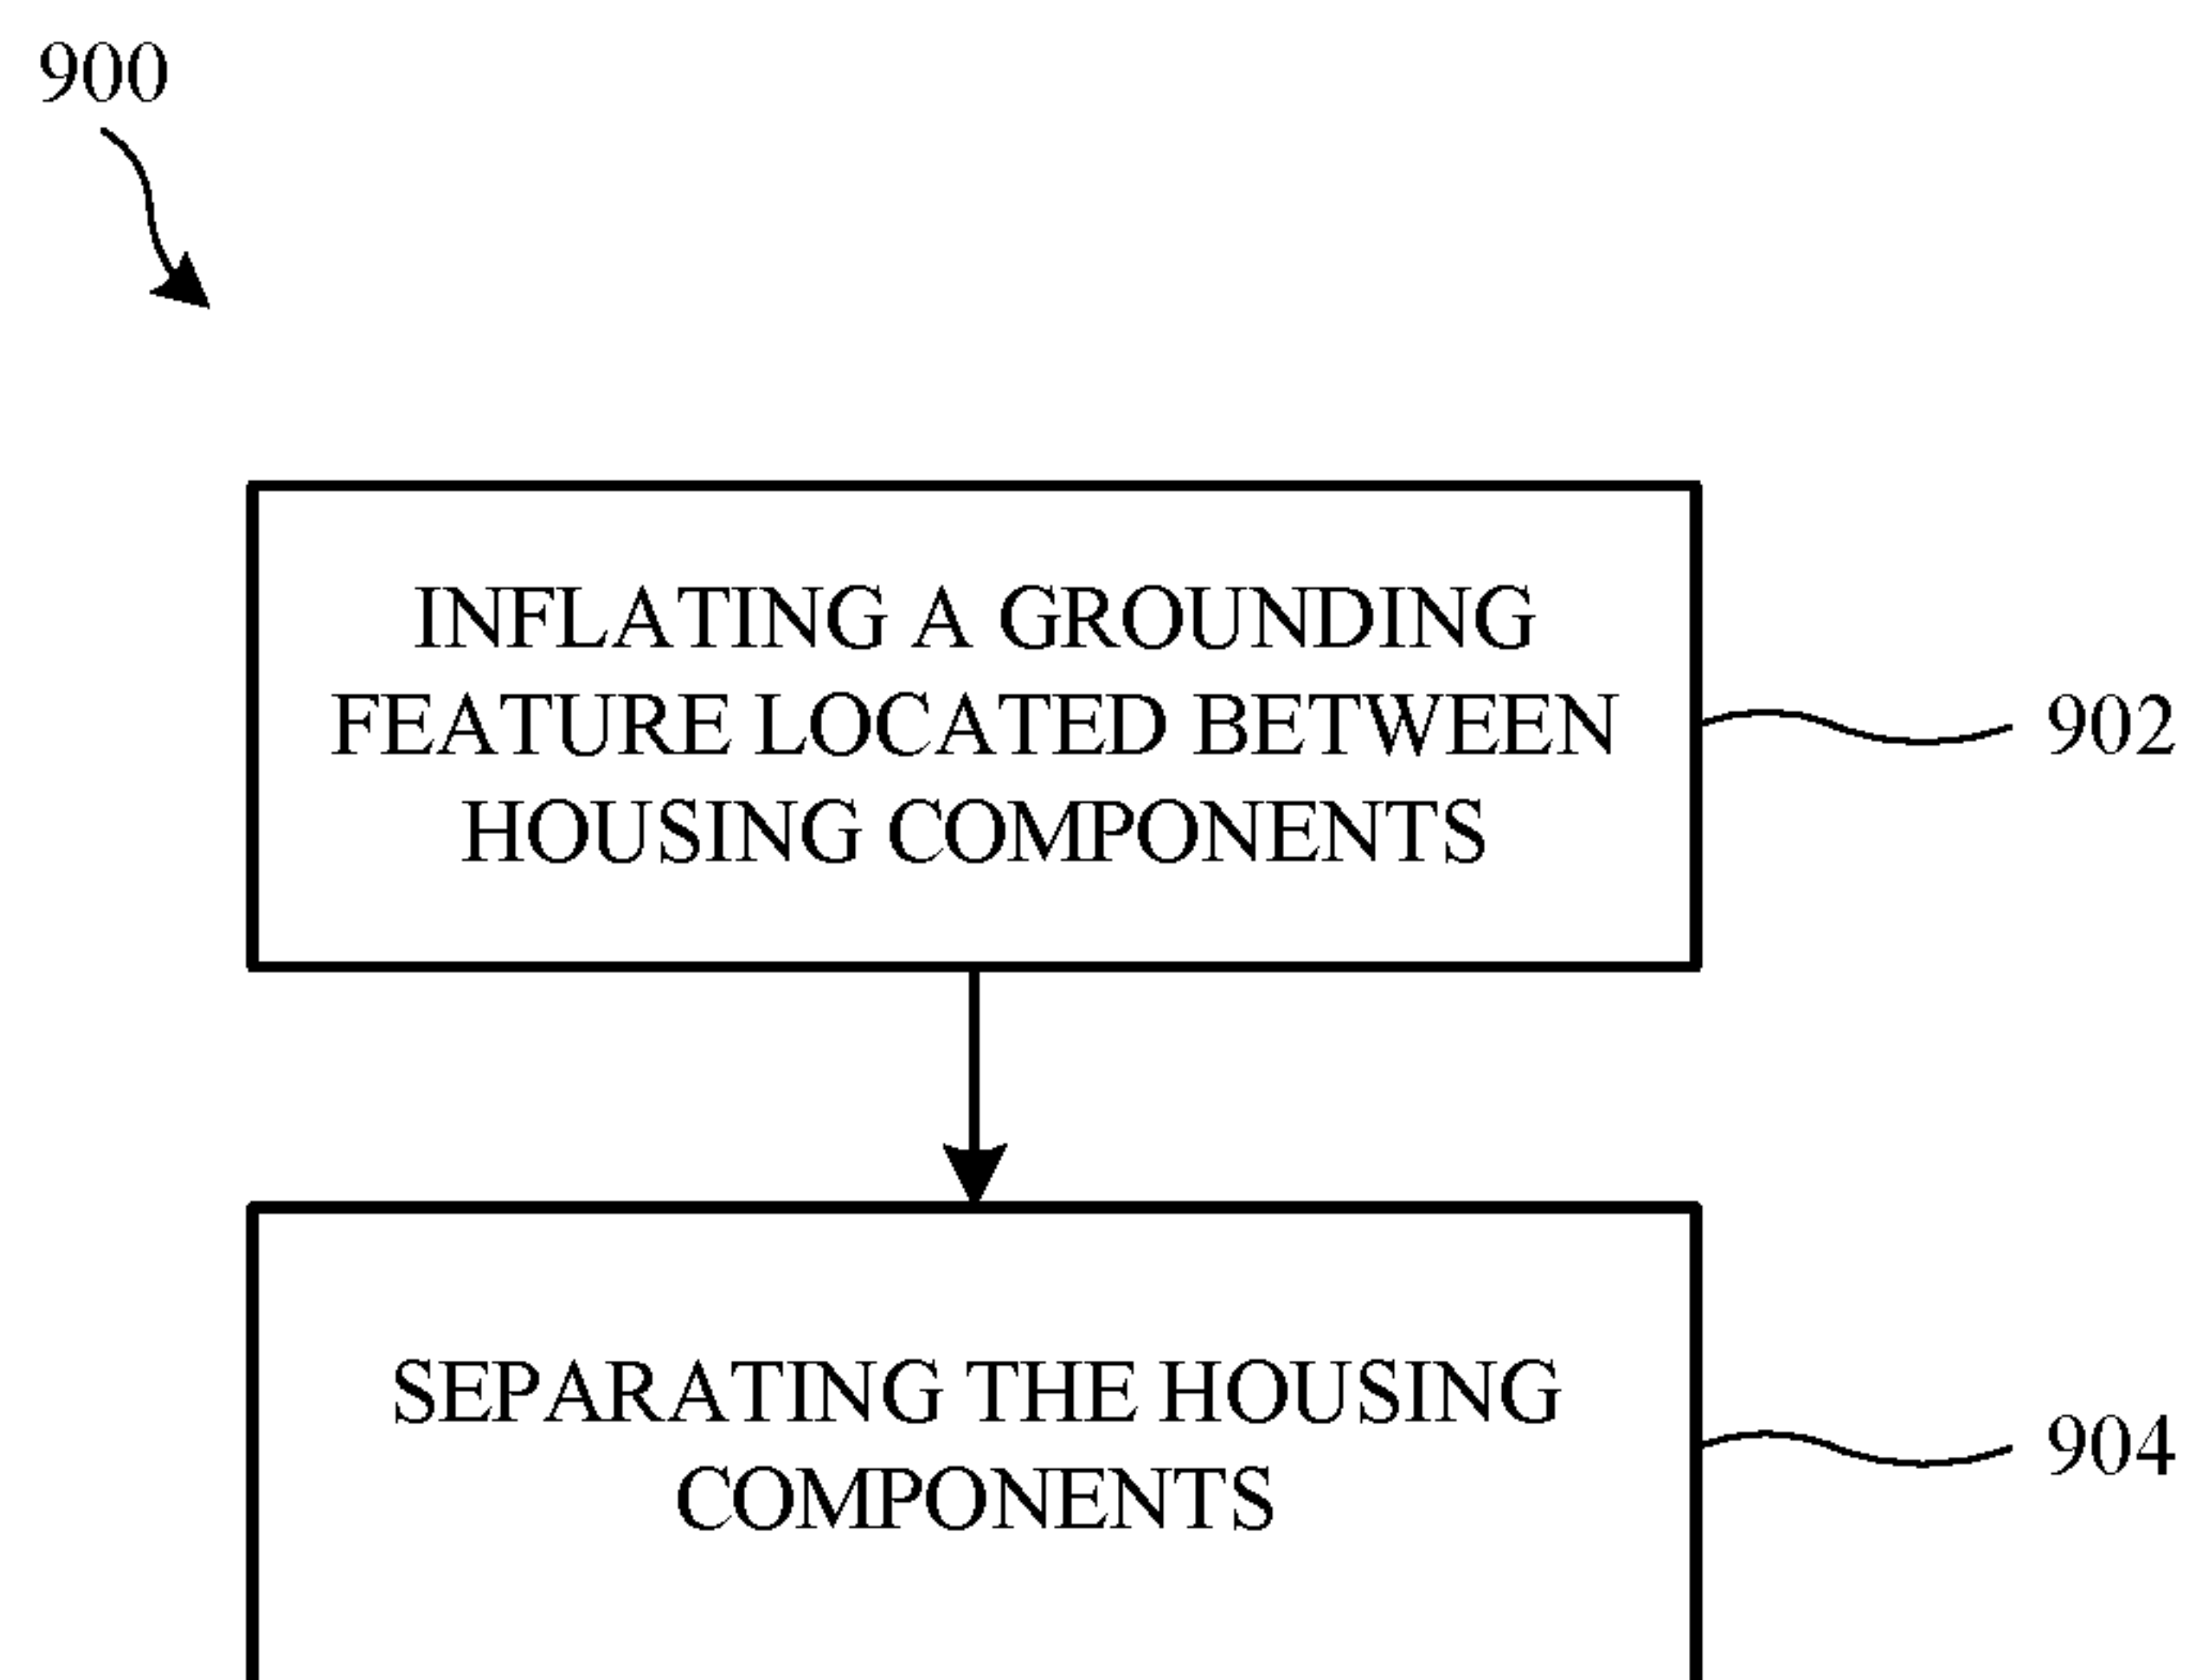 900
INFLATING A GROUNDING
FEATURE LOCATED BETWEEN
HOUSING COMPONENTS
902
SEPARATING THE HOUSING
COMPONENTS
904